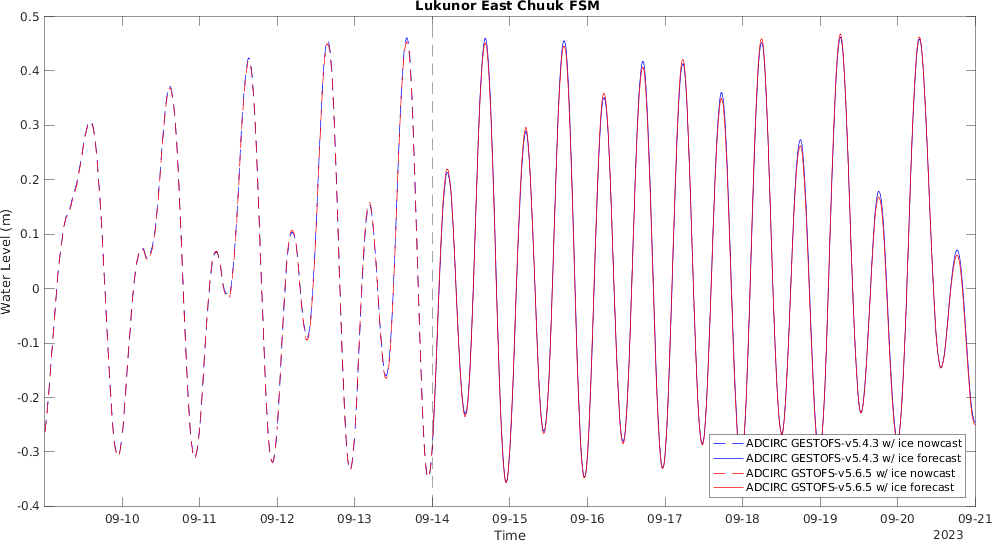 Lukunor East Chuuk FSM
0.5
0.4
0.3
0.2
0.1
0
-0.1
-0.2
-0.3
-0.4
Water Level (m)
ADCIRC GESTOFS-v5.4.3 w/ ice nowcast
ADCIRC GESTOFS-v5.4.3 w/ ice forecast
ADCIRC GSTOFS-v5.6.5 w/ ice nowcast
ADCIRC GSTOFS-v5.6.5 w/ ice forecast
09-10 09-11 09-12 09-13 09-14 09-15 09-16 09-17 09-18 09-19 09-20 09-21
Time
2023